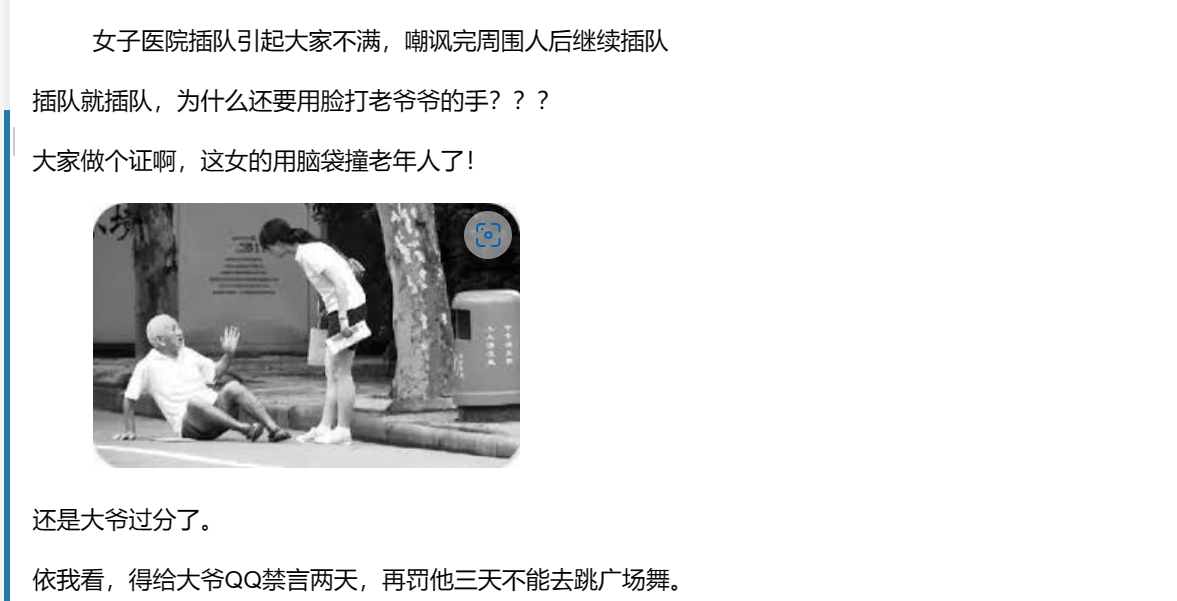 女子医院插队引起大家不满，嘲讽完周围人后继续插队
插队就插队，为什么还要用脸打老爷爷的手？？？
大家做个证啊，这女的用脑袋撞老年人了！
还是大爷过分了。
依我看，得给大爷QQ禁言两天，再罚他三天不能去跳广场舞。